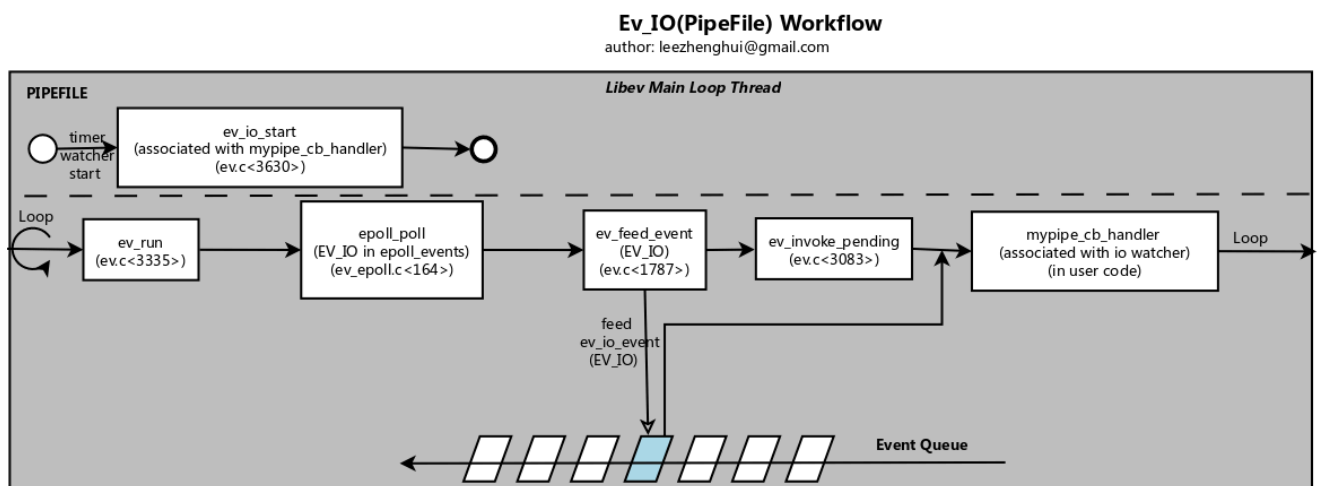 Ev_IO(PipeFile) Workflow
author: leezhenghui@gmail.com
Libev Main Loop Thread
PIPEFILE
timer
watcher
start
ev_io_start
(associated with mypipe_cb_handler)
(ev.c<3630>)
Loop
ev_run
(ev.c<3335>)
epoll_poll
(EV_IO in epoll_events)
(ev_epoll.c<164>)
ev_feed_event
(EV_IO)
(ev.c<1787>)
ev_invoke_pending
(ev.c<3083>)
mypipe_cb_handler
(associated with io watcher)
(in user code)
Loop
feed
ev_io_event
(EV_IO)
Event Queue